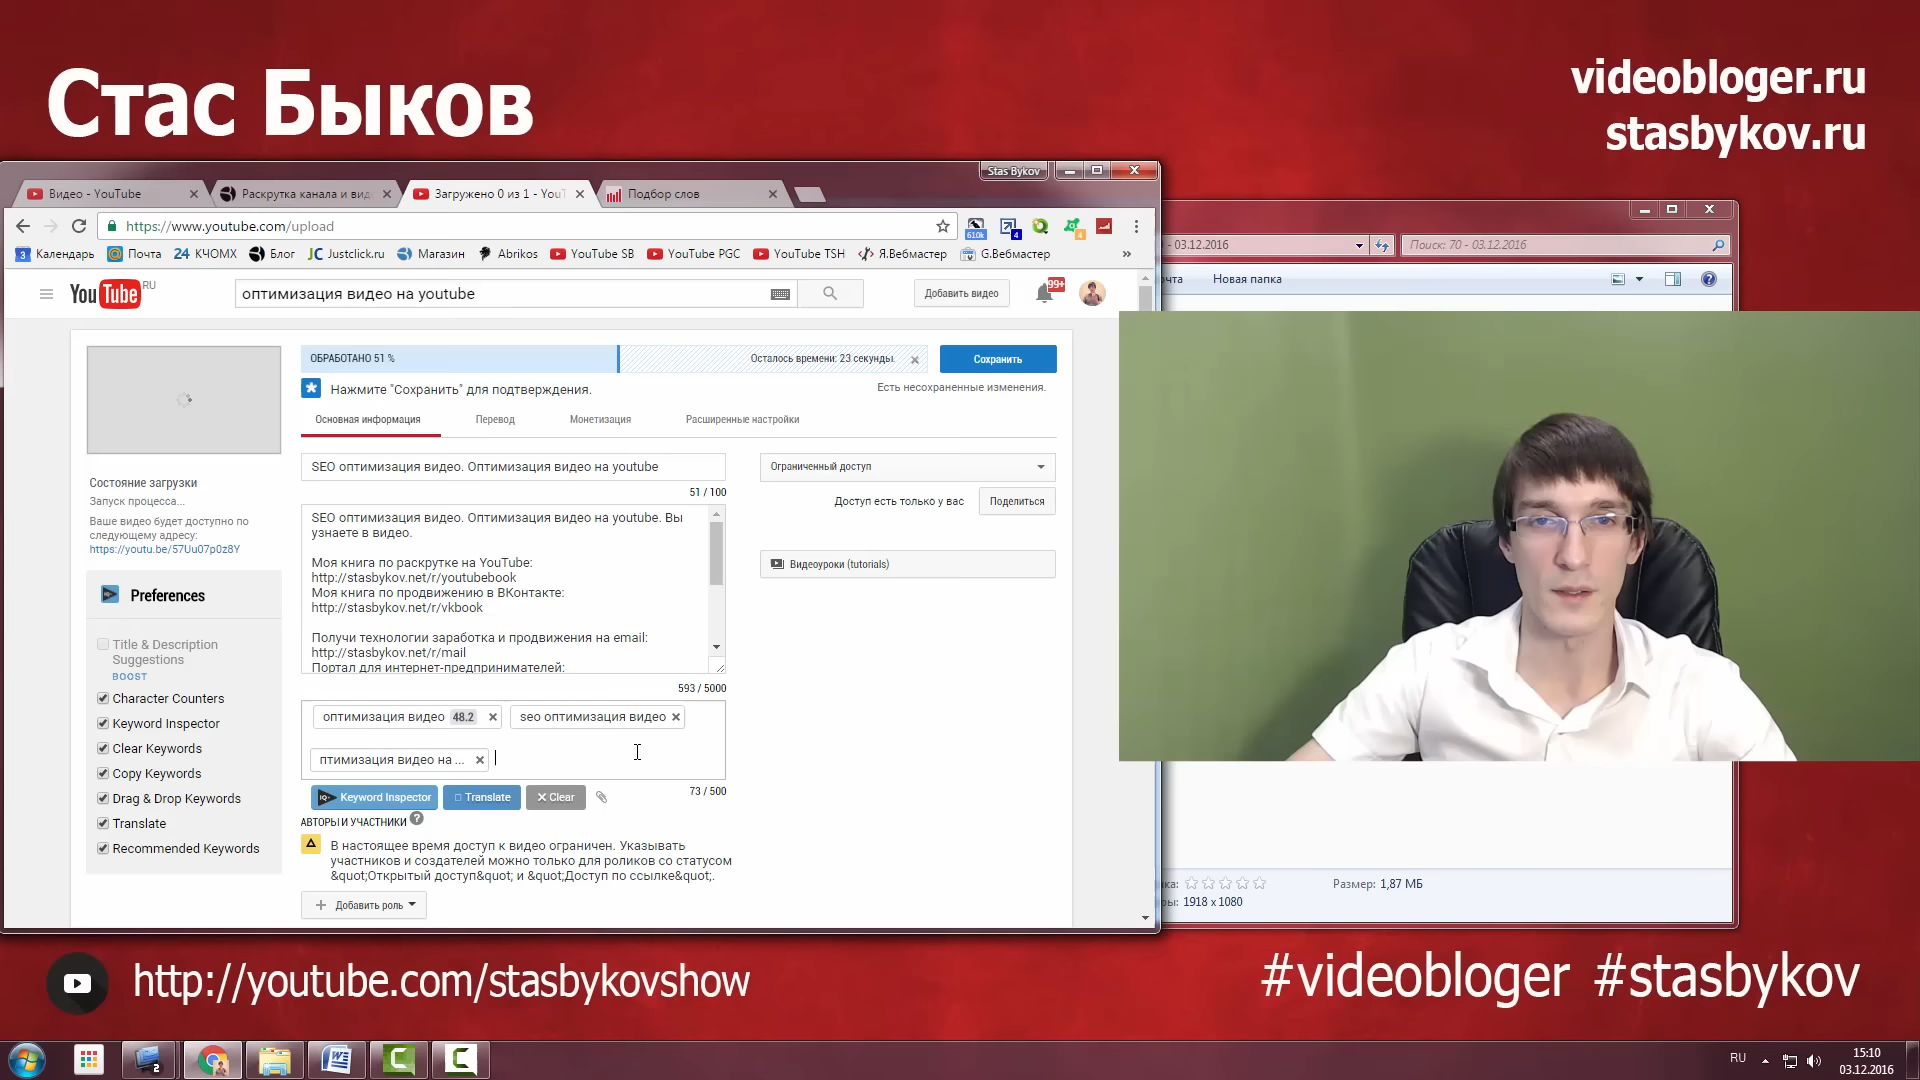 Стас Быков
videobloger.ru
stasbykov.ru
Stas Bykov
Видео - YouTube
Раскрутка канала и вид
Загружено 0 из 1 - YouT
Подбор слов
https://www.youtube.com/upload
610k
4
4
3 Календарь
@ Почта
24 КЧОМХ
Блог
JC Justclick.ru
Магазин
Abrikos
YouTube SB
YouTube PGC
YouTube TSH
Я.Вебмастер
G.Вебмастер
»
- 03.12.2016
Поиск: 70 - 03.12.2016
чта
Новая папка
YouTube RU
оптимизация видео на youtube
Добавить видео
99+
ОБРАБОТАНО 51 %
Осталось времени: 23 секунды.
Сохранить
Нажмите "Сохранить" для подтверждения.
Есть несохраненные изменения.
Основная информация
Перевод
Монетизация
Расширенные настройки
SEO оптимизация видео. Оптимизация видео на youtube
51 / 100
Ограниченный доступ
Доступ есть только у вас
Поделиться
Видеоуроки (tutorials)
Состояние загрузки
Запуск процесса...
Ваше видео будет доступно по
следующему адресу:
https://youtu.be/57Uu07p0z8Y
SEO оптимизация видео. Оптимизация видео на youtube. Вы
узнаете в видео.
Моя книга по раскрутке на YouTube:
http://stasbykov.net/r/youtubebook
Моя книга по продвижению в ВКонтакте:
http://stasbykov.net/r/vkbook
Получи технологии заработка и продвижения на email:
http://stasbykov.net/r/mail
Портал для интернет-предпринимателей:
593 / 5000
Preferences
Title & Description
Suggestions
BOOST
Character Counters
Keyword Inspector
Clear Keywords
Copy Keywords
Drag & Drop Keywords
Translate
Recommended Keywords
оптимизация видео 48.2
seo оптимизация видео
птимизация видео на ...
73 / 500
Keyword Inspector
Translate
Clear
АВТОРЫ И УЧАСТНИКИ ?
В настоящее время доступ к видео ограничен. Указывать
участников и создателей можно только для роликов со статусом
&quot;Открытый доступ&quot; и &quot;Доступ по ссылке&quot;.
+ Добавить роль
ка:
Размер: 1,87 МБ
ры: 1918 x 1080
http://youtube.com/stasbykovshow
#videobloger #stasbykov
RU
15:10
03.12.2016